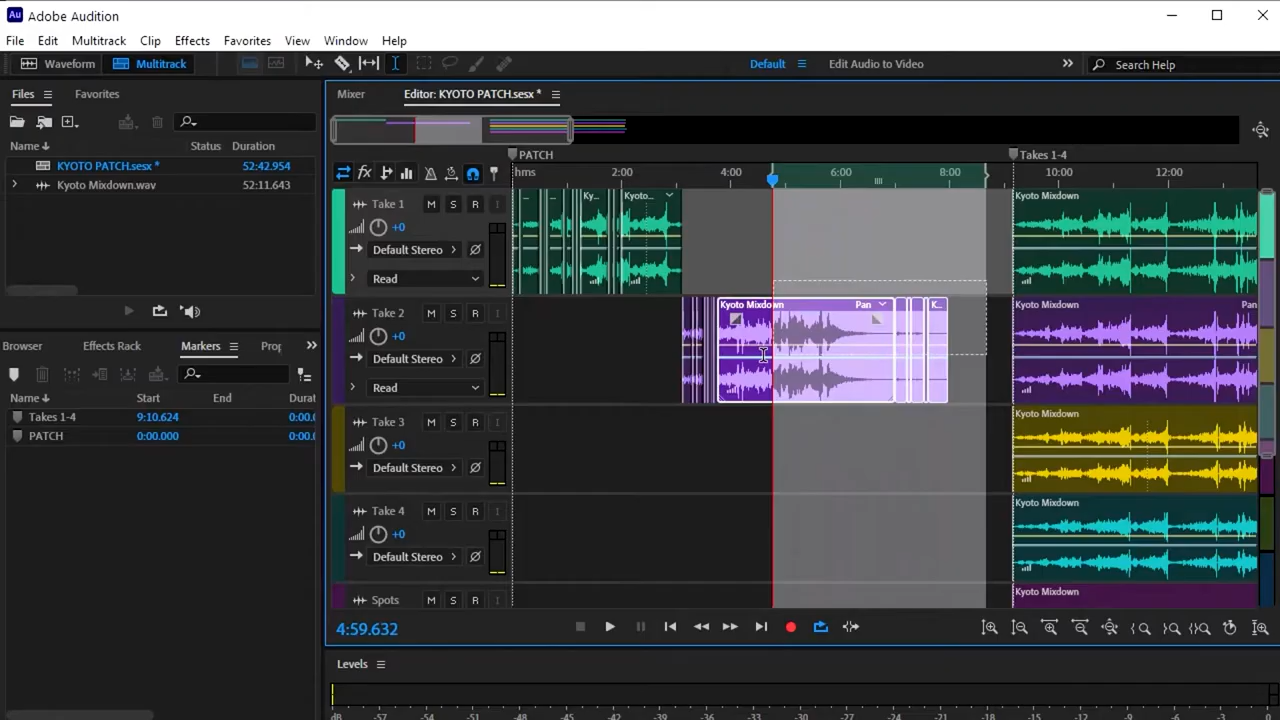 Au Adobe Audition
File Edit Multitrack Clip Effects Favorites View Window Help
Waveform Multitrack Default Edit Audio to Video Search Help
Files Favorites
Mixer Editor: KYOTO PATCH.sesx *
Name Status Duration
KYOTO PATCH.sesx * 52:42.954
Kyoto Mixdown.wav 52:11.643
PATCH Takes 1-4
hms 2:00 4:00 6:00 8:00 10:00 12:00
Take 1 M S R I
+0
Default Stereo
Read
Ky... Kyoto... Kyoto Mixdown
Take 2 M S R I
+0
Default Stereo
Read
Kyoto Mixdown Pan K... Kyoto Mixdown Pan
Take 3 M S R I
+0
Default Stereo
Kyoto Mixdown
Take 4 M S R I
+0
Default Stereo
Kyoto Mixdown
Spots M S R I
Kyoto Mixdown
Browser Effects Rack Markers Prop
Name Start End Duration
Takes 1-4 9:10.624 0:00.0
PATCH 0:00.000 0:00.0
4:59.632
Levels
dB -57 -54 -51 -48 -45 -42 -39 -36 -33 -30 -27 -24 -21 -18 -15 -12 -9 -6 -3